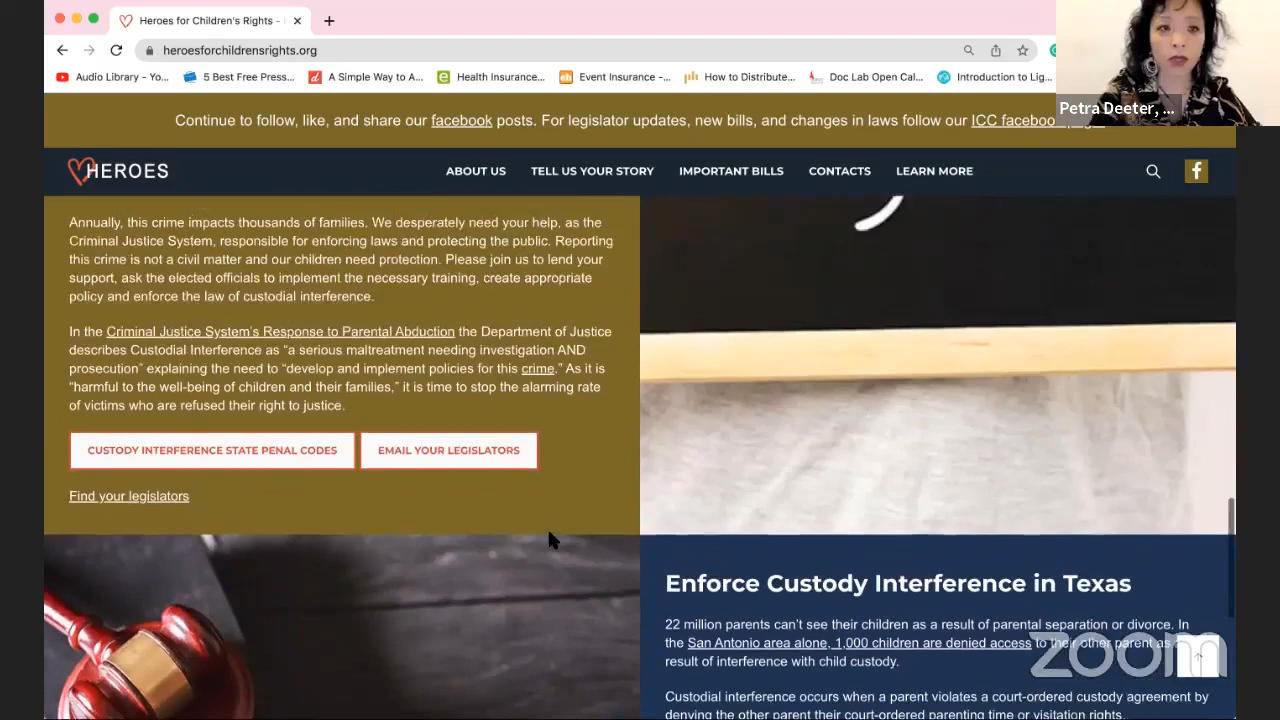 Heroes for Children's Rights -
heroesforchildrensrights.org
Audio Library - Yo...
5 Best Free Press...
A Simple Way to A...
Health Insurance...
Event Insurance -...
How to Distribute...
Doc Lab Open Cal...
Introduction to Lig...
Petra Deeter, ...
Continue to follow, like, and share our facebook posts. For legislator updates, new bills, and changes in laws follow our ICC facebook
HEROES
ABOUT US
TELL US YOUR STORY
IMPORTANT BILLS
CONTACTS
LEARN MORE
Annually, this crime impacts thousands of families. We desperately need your help, as the
Criminal Justice System, responsible for enforcing laws and protecting the public. Reporting
this crime is not a civil matter and our children need protection. Please join us to lend your
support, ask the elected officials to implement the necessary training, create appropriate
policy and enforce the law of custodial interference.
In the Criminal Justice System's Response to Parental Abduction the Department of Justice
describes Custodial Interference as “a serious maltreatment needing investigation AND
prosecution” explaining the need to “develop and implement policies for this crime.” As it is
“harmful to the well-being of children and their families,” it is time to stop the alarming rate
of victims who are refused their right to justice.
CUSTODY INTERFERENCE STATE PENAL CODES
EMAIL YOUR LEGISLATORS
Find your legislators
Enforce Custody Interference in Texas
22 million parents can't see their children as a result of parental separation or divorce. In
the San Antonio area alone, 1,000 children are denied access to their other parent as
result of interference with child custody.
Custodial interference occurs when a parent violates a court-ordered custody agreement by
denying the other parent their court-ordered parenting time or visitation rights.
zoom